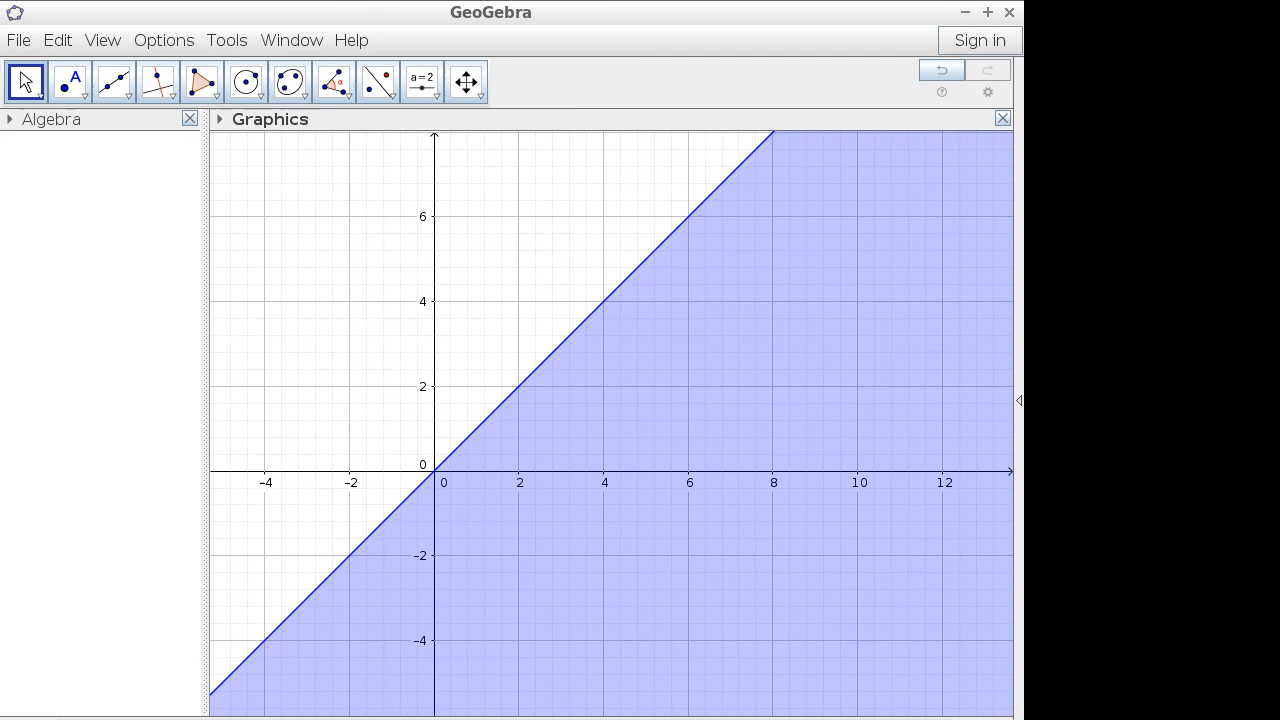 GeoGebra
File Edit View Options Tools Window Help Sign in
A α a=2
Algebra Graphics
6
4
2
0
-4 -2 0 2 4 6 8 10 12
-2
-4